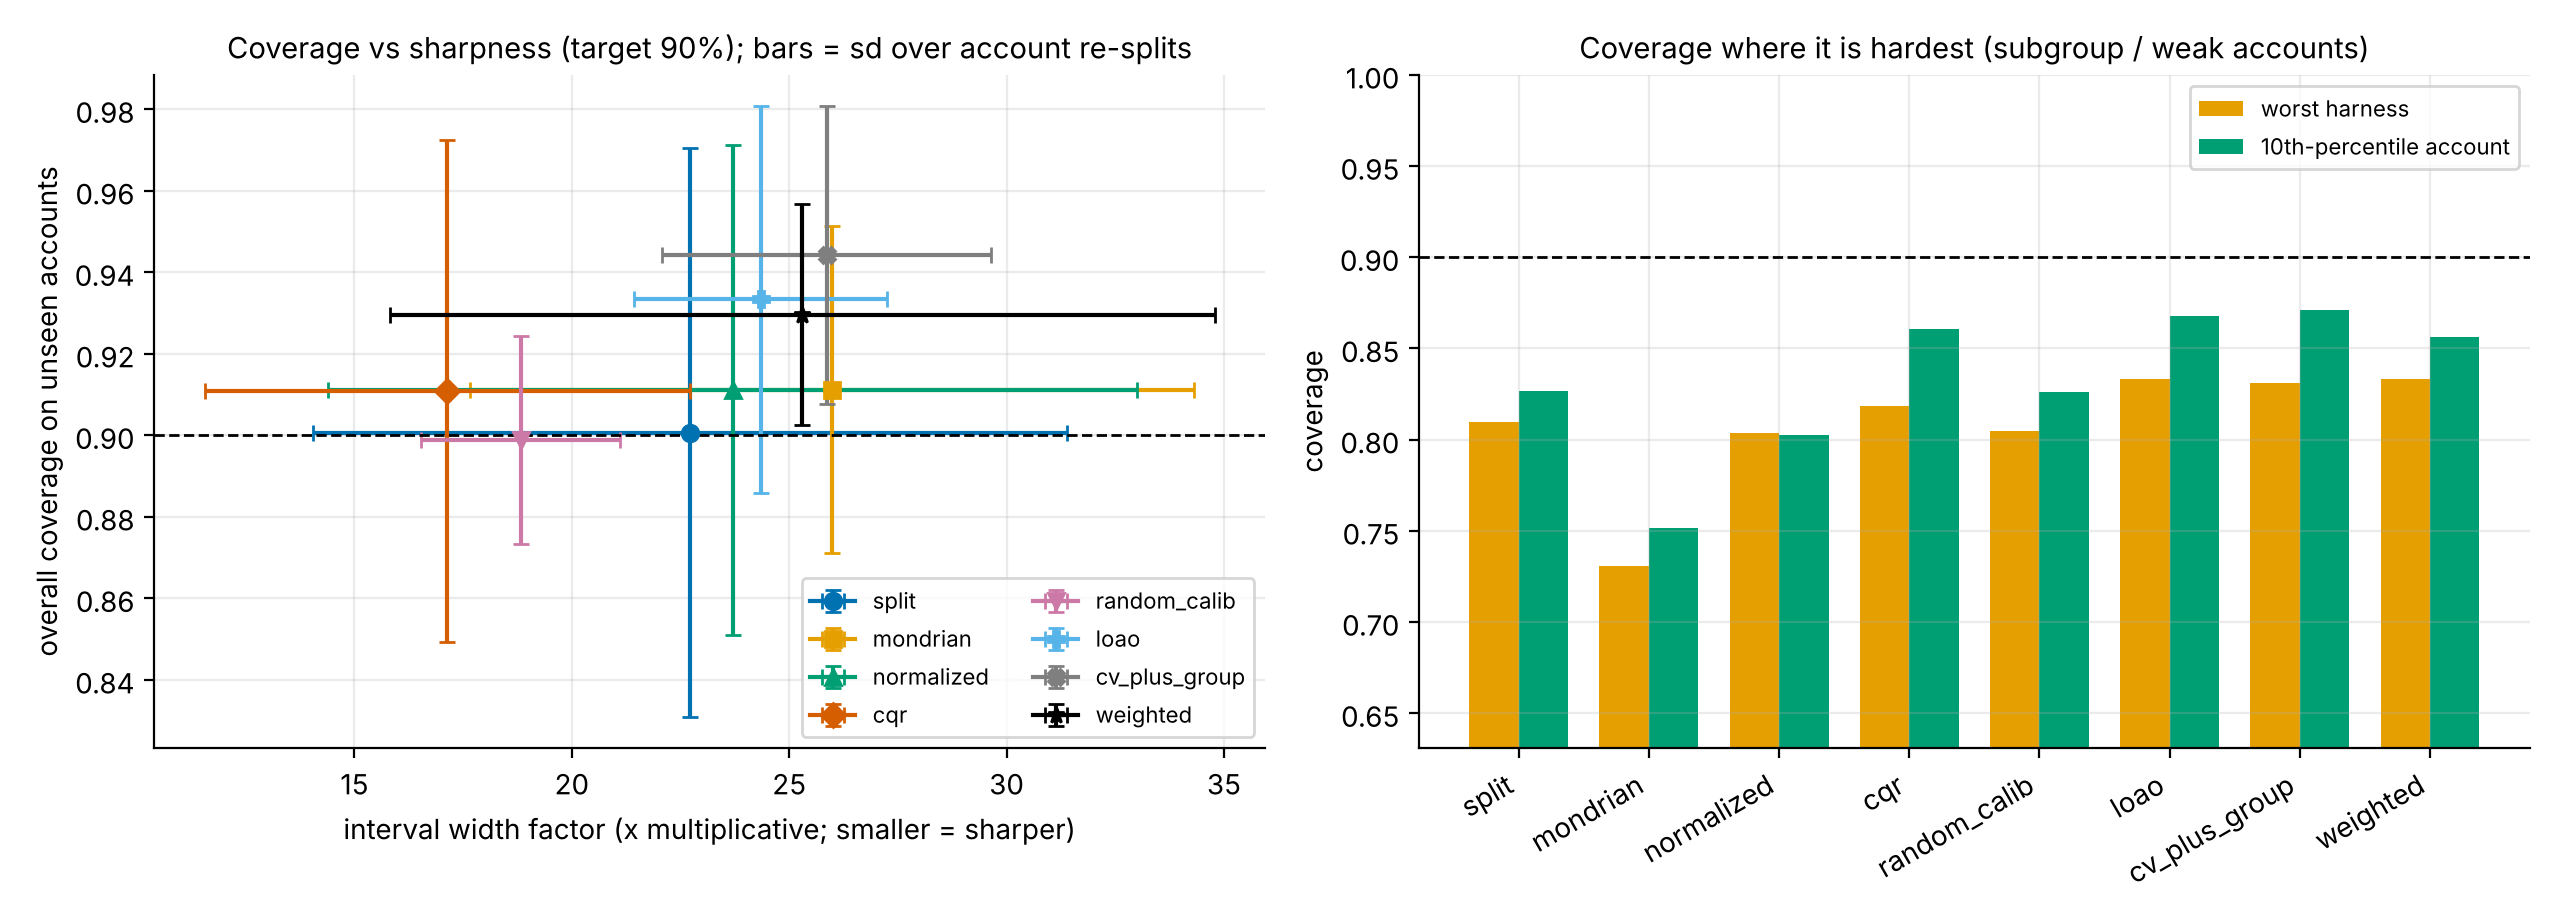 Coverage vs sharpness (target 90%); bars = sd over account re-splits
overall coverage on unseen accounts
0.98
0.96
0.94
0.92
0.90
0.88
0.86
0.84
15 20 25 30 35
interval width factor (x multiplicative; smaller = sharper)
split
mondrian
normalized
cqr
random_calib
loao
cv_plus_group
weighted
Coverage where it is hardest (subgroup / weak accounts)
coverage
1.00
0.95
0.90
0.85
0.80
0.75
0.70
0.65
worst harness
10th-percentile account
split
mondrian
normalized
cqr
random_calib
loao
cv_plus_group
weighted